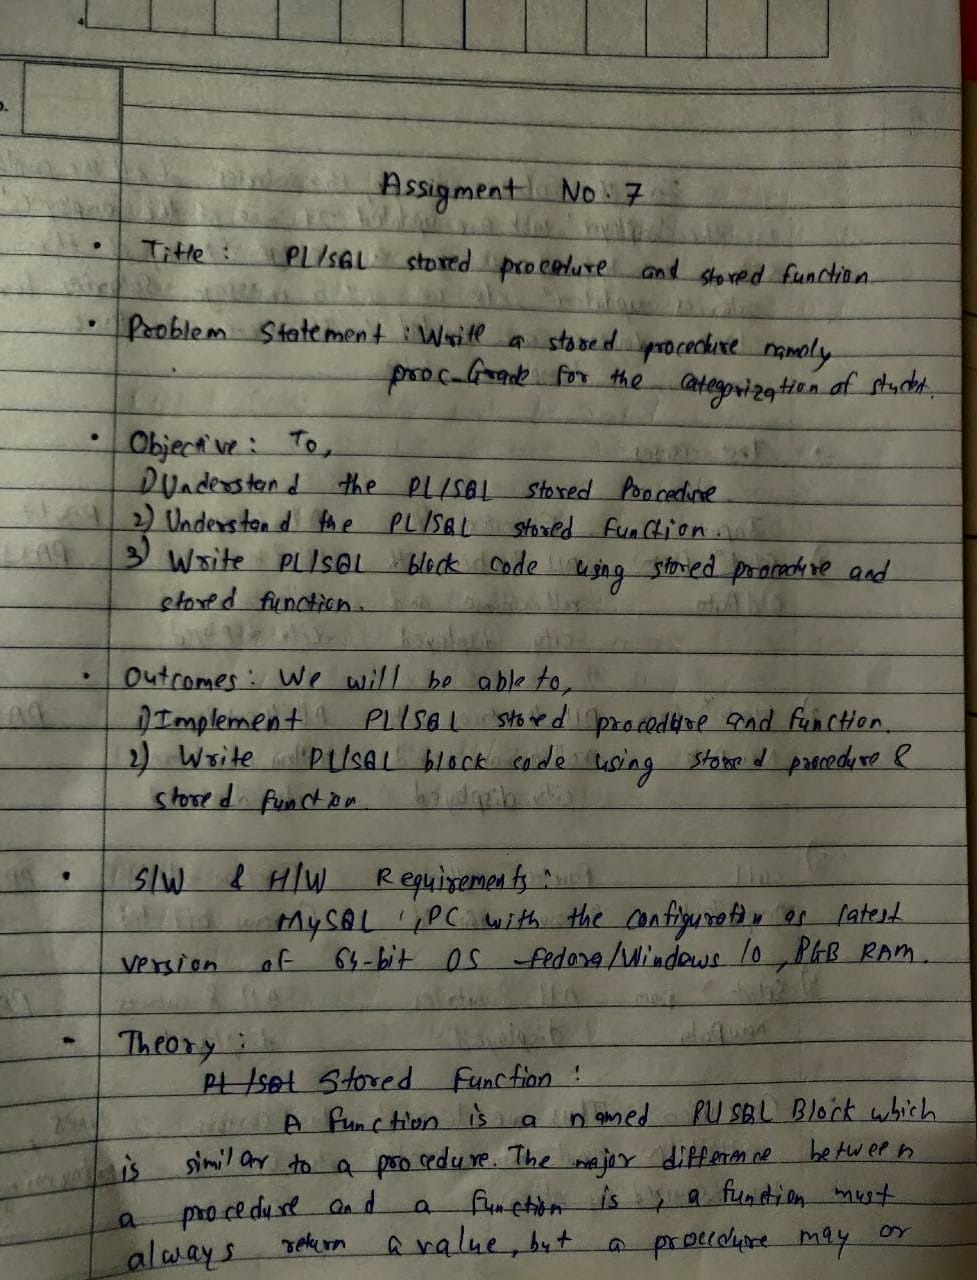 Assigment No: 7
• Title : PL/SQL stored procedure and stored function
• Problem Statement : Write a stored procedure namely
proc_Grade for the categorization of studnt.
• Objective : To,
1) Understand the PL/SQL stored Procedure
2) Understand the PL/SQL stored function.
3) Write PL/SQL block code using stored procedure and
stored function.
• Outcomes : We will be able to,
1) Implement PL/SQL stored procedure and function.
2) Write PL/SQL block code using stored procedure &
stored function.
• S/W & H/W Requirements :
MySQL , PC with the configuration as latest
version of 64-bit OS fedora/Windows 10, 8GB RAM.
- Theory :
PL/SQL Stored Function :
A function is a named PL/SQL Block which
is similar to a procedure. The major difference between
a procedure and a function is, a function must
always return a value, but a procedure may or